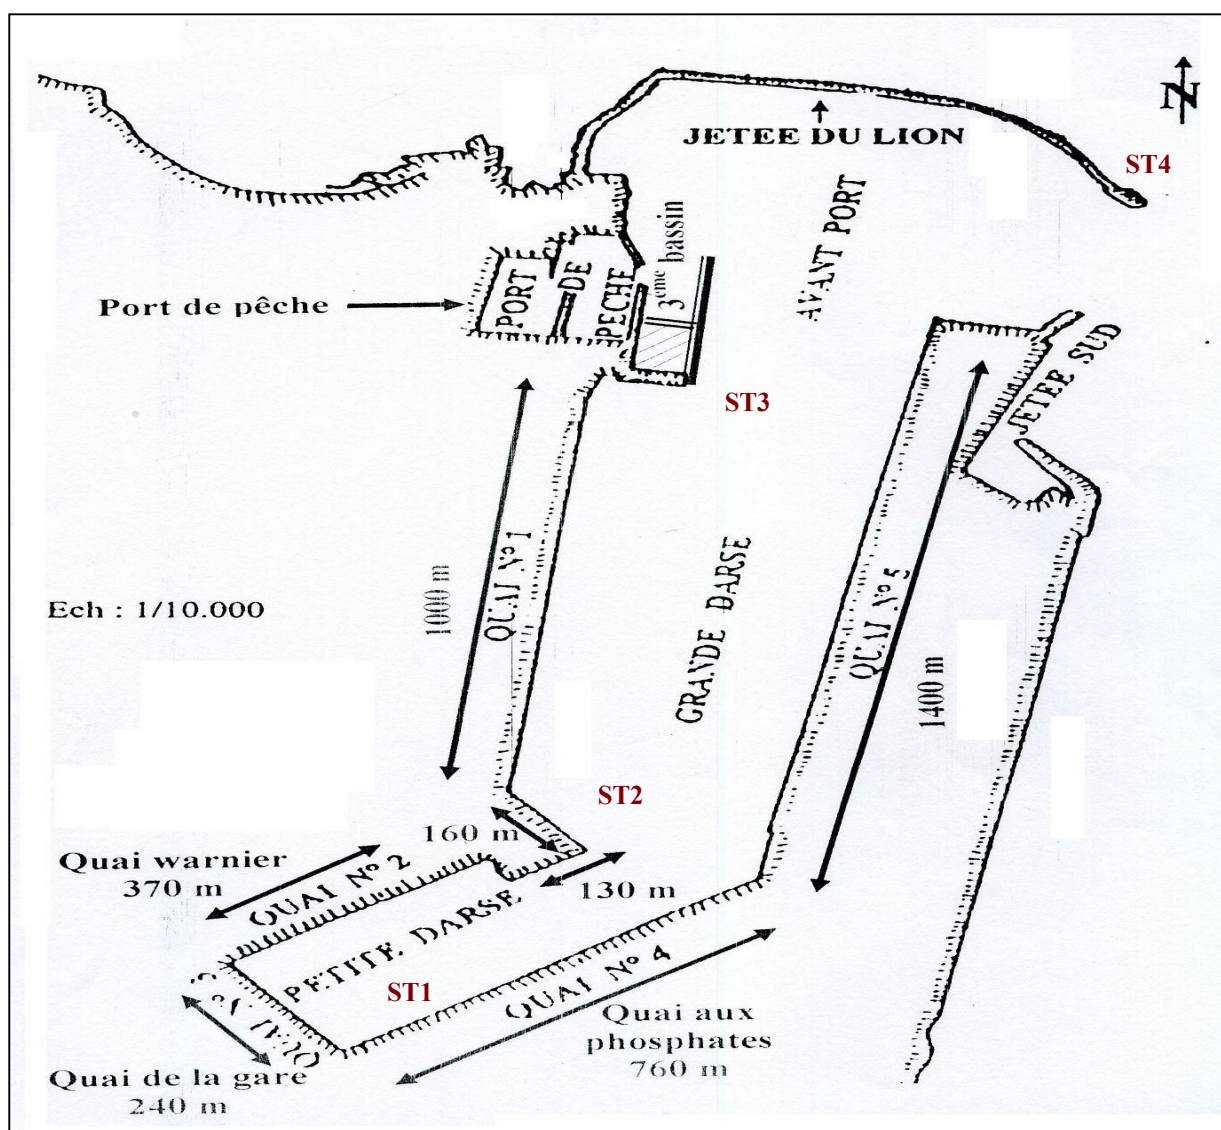 N
JETEE DU LION
ST4
AVANT PORT
3eme bassin
PORT
DE
PECHE
Port de pêche
JETEE SUD
ST3
QUAI N° 1
1000 m
GRANDE DARSE
QUAI N° 5
1400 m
Ech : 1/10.000
ST2
160 m
Quai warnier
370 m
QUAI N° 2
130 m
PETITE DARSE
ST1
QUAI N° 3
QUAI N° 4
Quai aux
phosphates
760 m
Quai de la gare
240 m